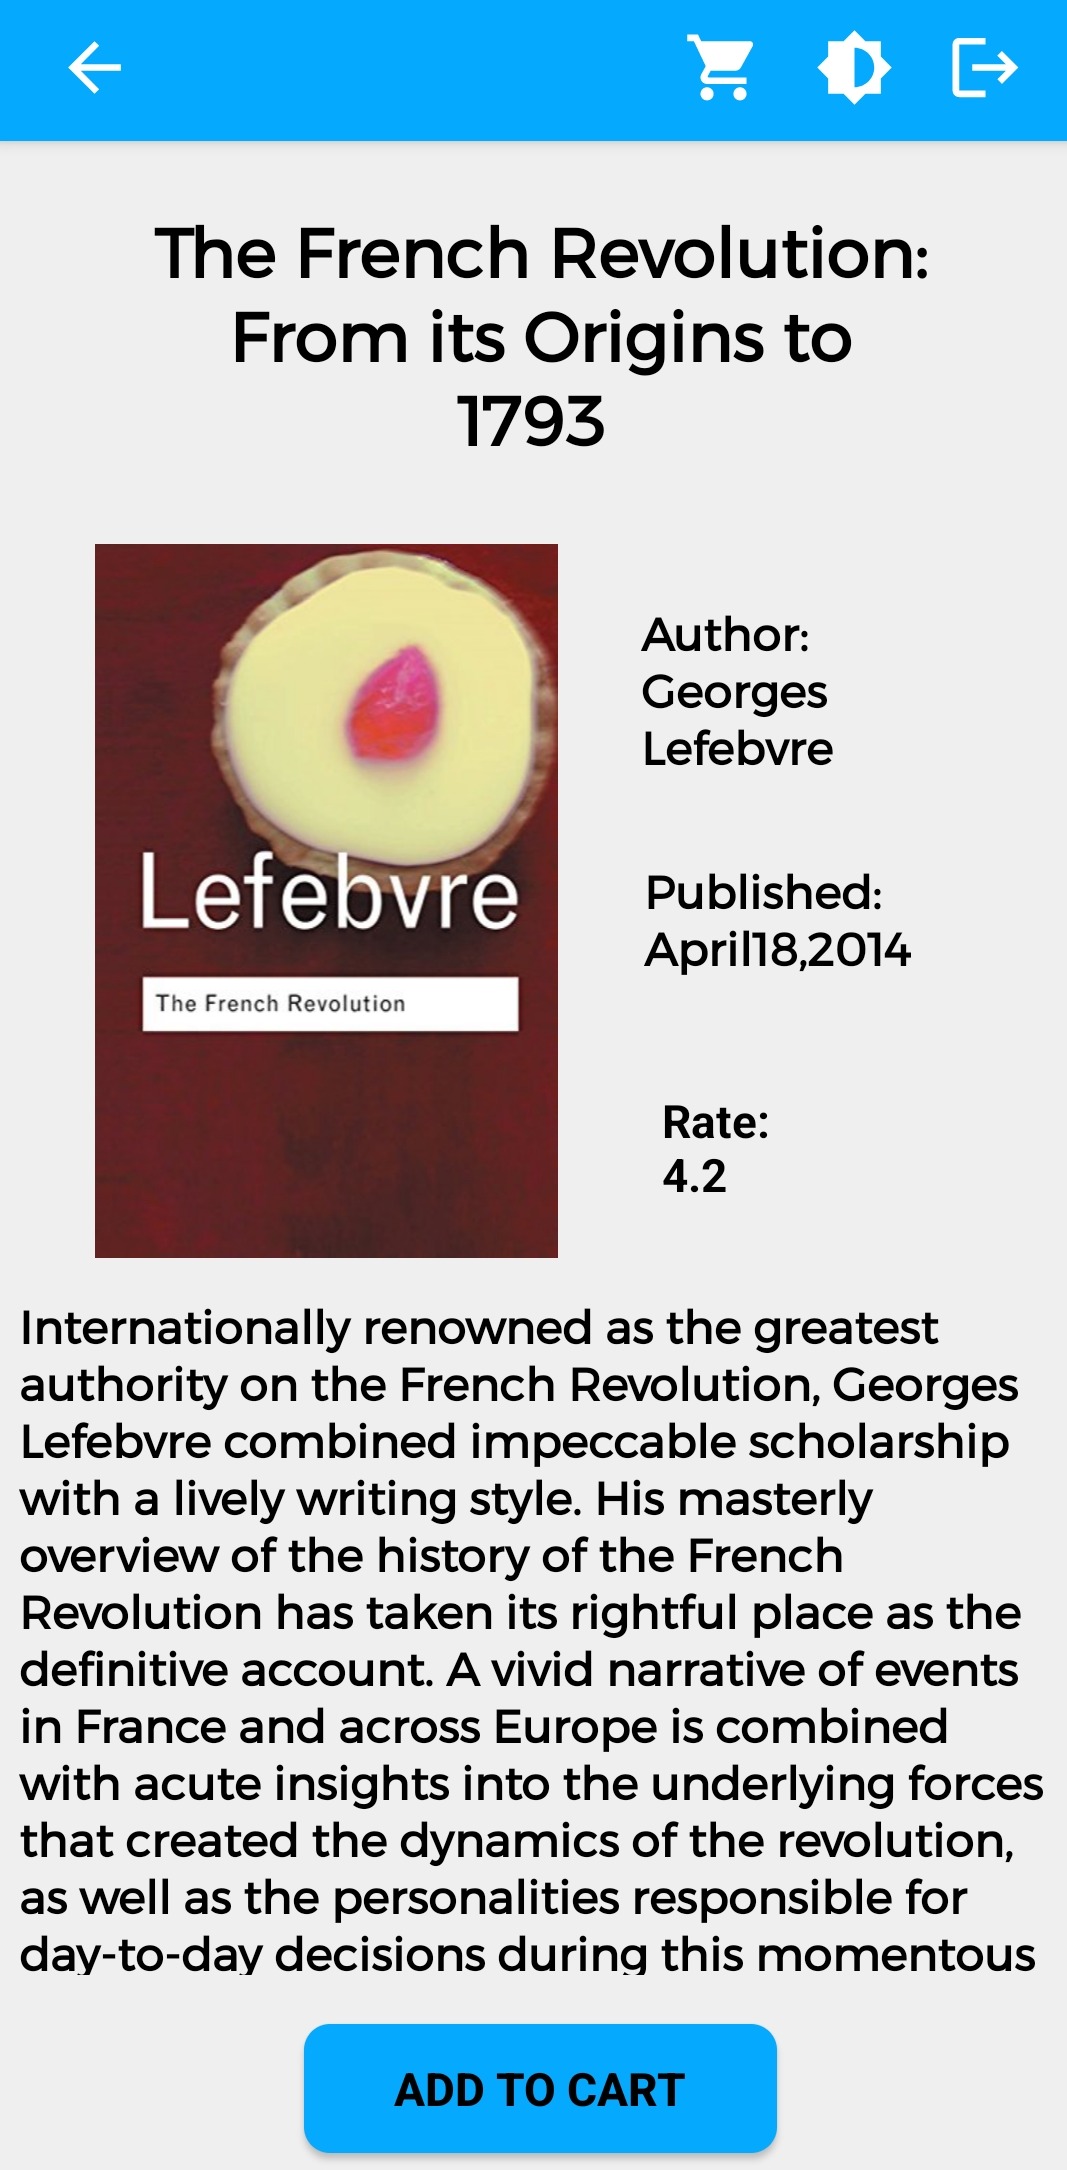 The French Revolution:
From its Origins to
1793
Lefebvre
The French Revolution
Author:
Georges
Lefebvre
Published:
April18,2014
Rate:
4.2
Internationally renowned as the greatest
authority on the French Revolution, Georges
Lefebvre combined impeccable scholarship
with a lively writing style. His masterly
overview of the history of the French
Revolution has taken its rightful place as the
definitive account. A vivid narrative of events
in France and across Europe is combined
with acute insights into the underlying forces
that created the dynamics of the revolution,
as well as the personalities responsible for
day-to-day decisions during this momentous
ADD TO CART